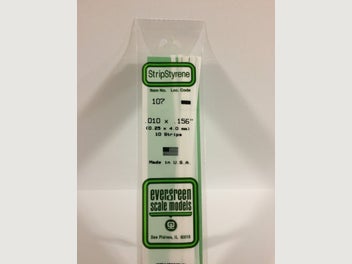 StripStyrene
Item No. Loc. Code
107
.010 x .156"
(0.25 x 4.0 mm)
10 Strips
Made in U.S.A.
evergreen
scale models
Des Plaines, IL 60018